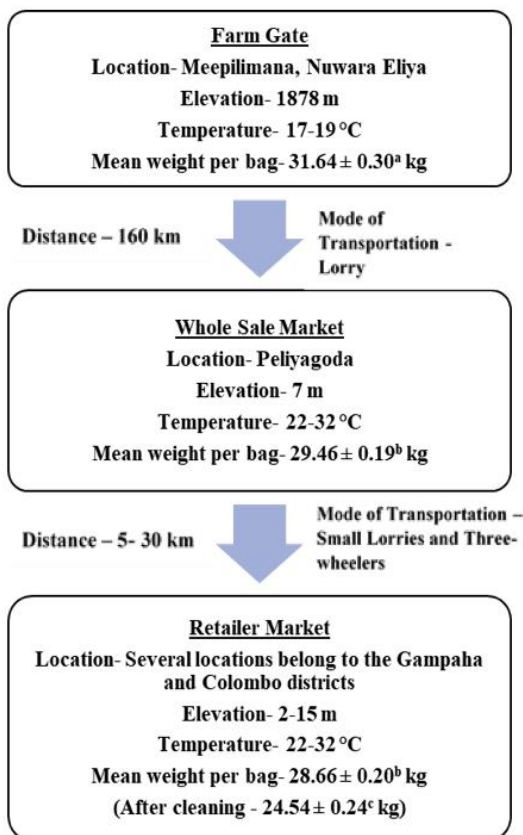 Farm Gate
Location- Meepilimana, Nuwara Eliya
Elevation- 1878 m
Temperature- 17-19 °C
Mean weight per bag- 31.64 ± 0.30ᵃ kg
Distance – 160 km
Mode of
Transportation -
Lorry
Whole Sale Market
Location- Peliyagoda
Elevation- 7 m
Temperature- 22-32 °C
Mean weight per bag- 29.46 ± 0.19ᵇ kg
Distance – 5- 30 km
Mode of Transportation –
Small Lorries and Three-
wheelers
Retailer Market
Location- Several locations belong to the Gampaha
and Colombo districts
Elevation- 2-15 m
Temperature- 22-32 °C
Mean weight per bag- 28.66 ± 0.20ᵇ kg
(After cleaning - 24.54 ± 0.24ᶜ kg)